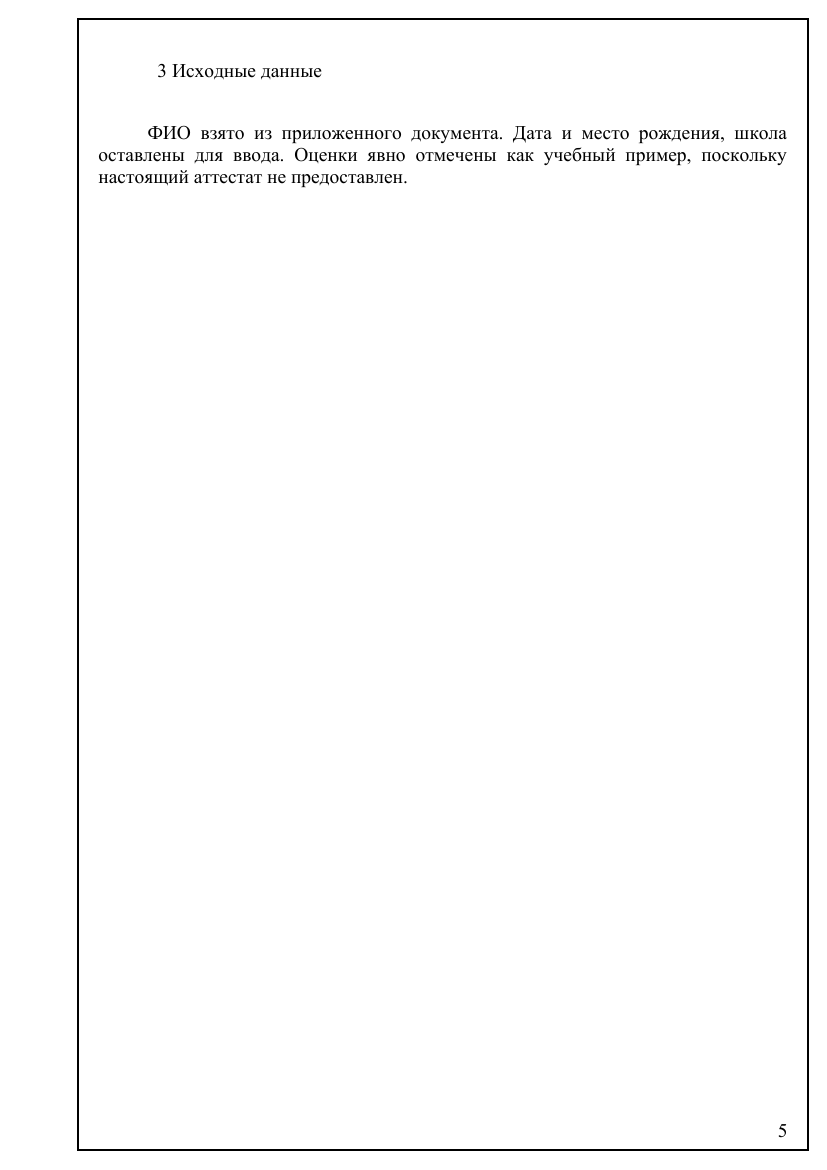 3 Исходные данные
ФИО взято из приложенного документа. Дата и место рождения, школа
оставлены для ввода. Оценки явно отмечены как учебный пример, поскольку
настоящий аттестат не предоставлен.
5